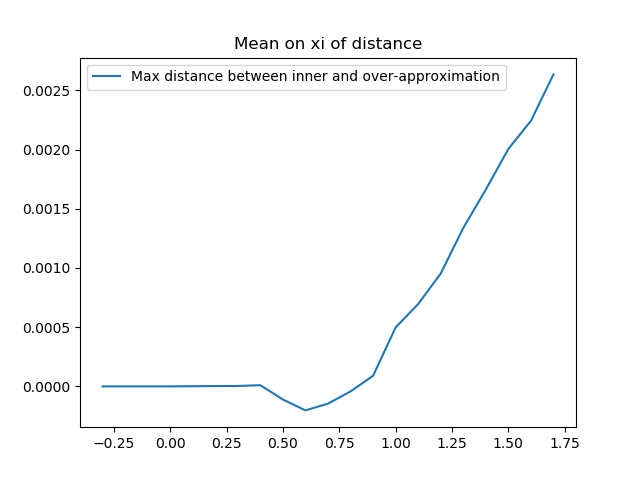 Mean on xi of distance
Max distance between inner and over-approximation
0.0025
0.0020
0.0015
0.0010
0.0005
0.0000
−0.25 0.00 0.25 0.50 0.75 1.00 1.25 1.50 1.75